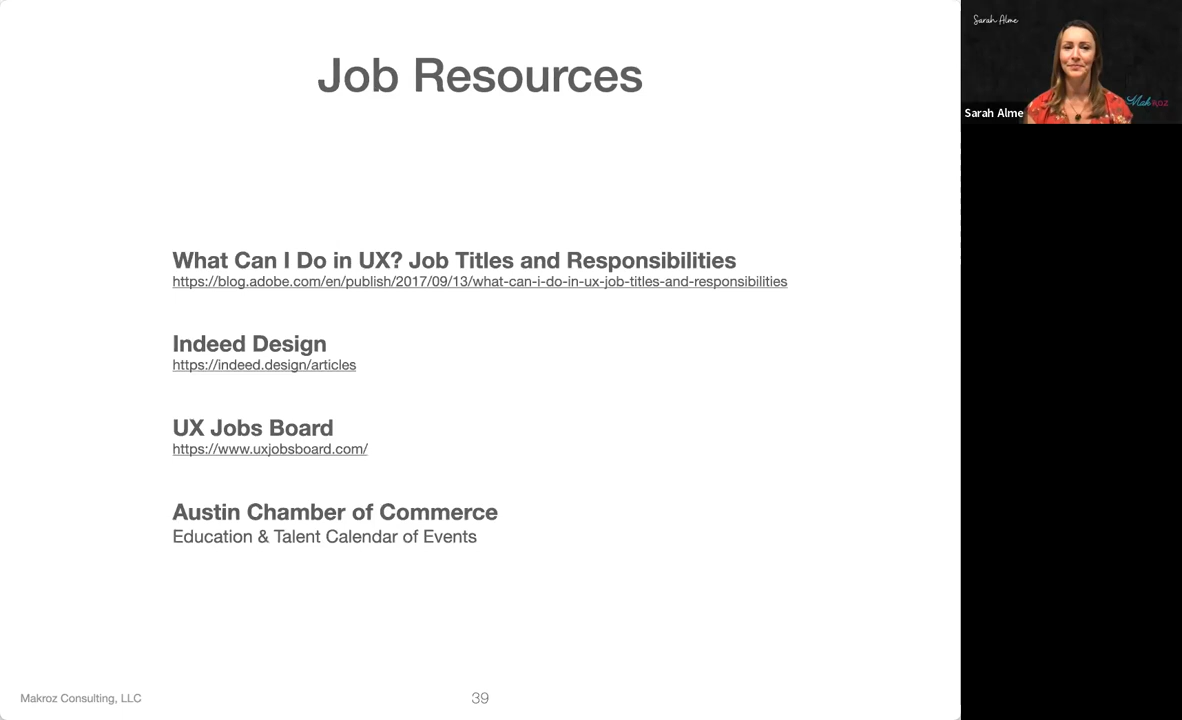 Job Resources
What Can I Do in UX? Job Titles and Responsibilities
https://blog.adobe.com/en/publish/2017/09/13/what-can-i-do-in-ux-job-titles-and-responsibilities
Indeed Design
https://indeed.design/articles
UX Jobs Board
https://www.uxjobsboard.com/
Austin Chamber of Commerce
Education & Talent Calendar of Events
Makroz Consulting, LLC
39
Sarah Alme
MakROZ
Sarah Alme